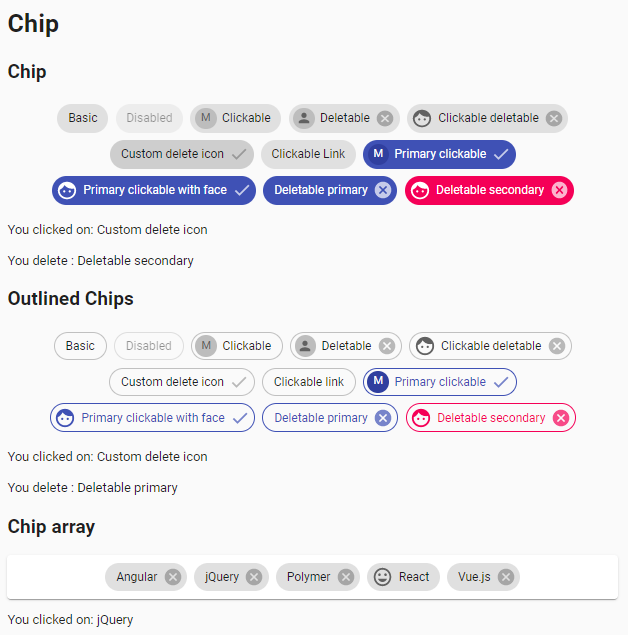 Chip
Chip
Basic Disabled M Clickable Deletable Clickable deletable
Custom delete icon Clickable Link M Primary clickable
Primary clickable with face Deletable primary Deletable secondary
You clicked on: Custom delete icon
You delete : Deletable secondary
Outlined Chips
Basic Disabled M Clickable Deletable Clickable deletable
Custom delete icon Clickable link M Primary clickable
Primary clickable with face Deletable primary Deletable secondary
You clicked on: Custom delete icon
You delete : Deletable primary
Chip array
Angular jQuery Polymer React Vue.js
You clicked on: jQuery